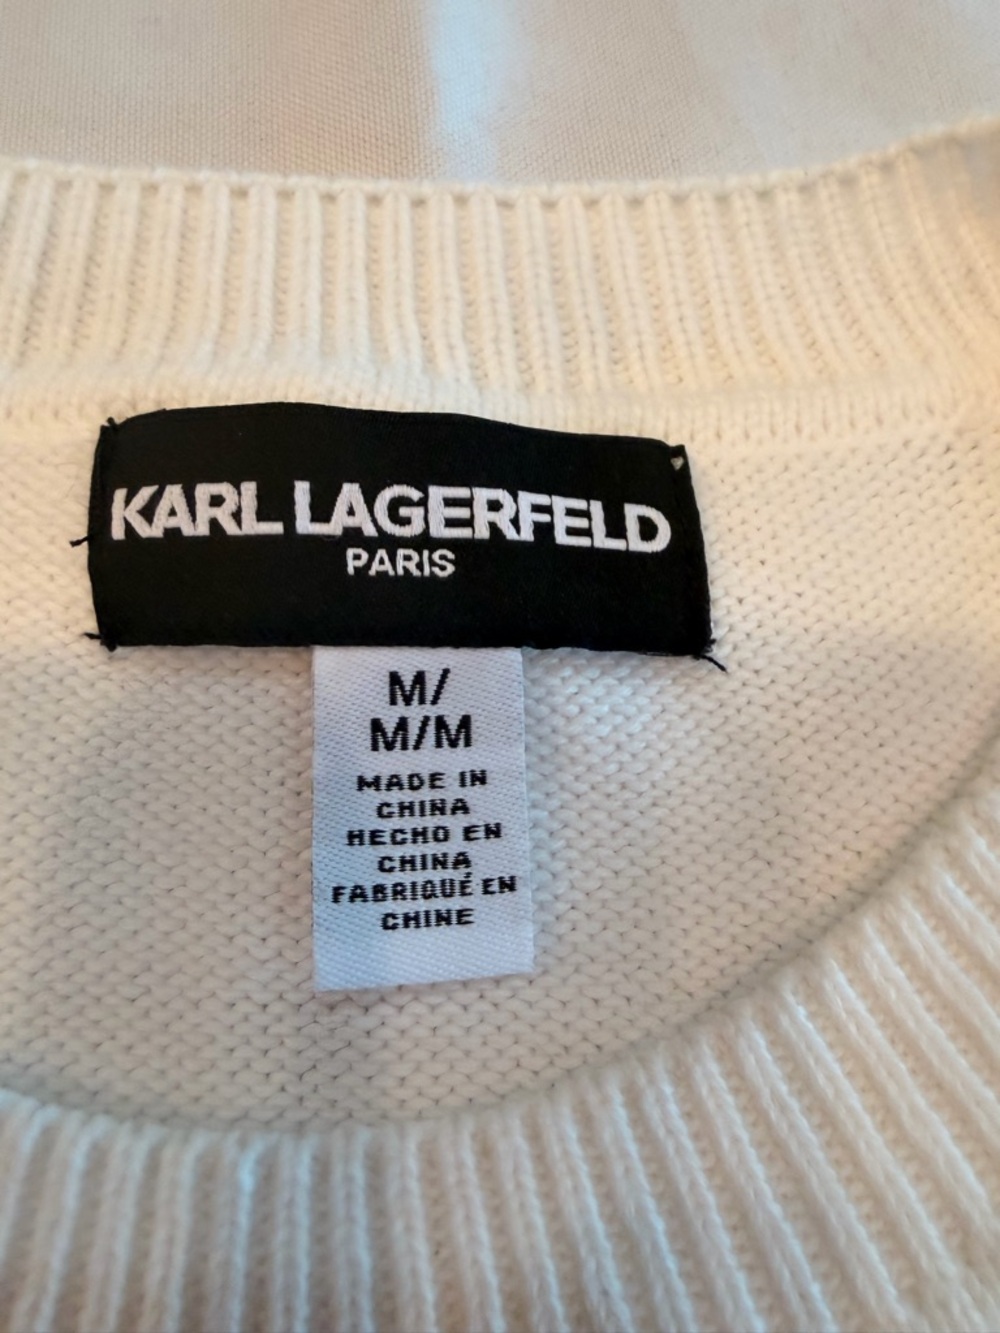 KARL LAGERFELD
PARIS
M/
M/M
MADE IN
CHINA
HECHO EN
CHINA
FABRIQUÉ EN
CHINE